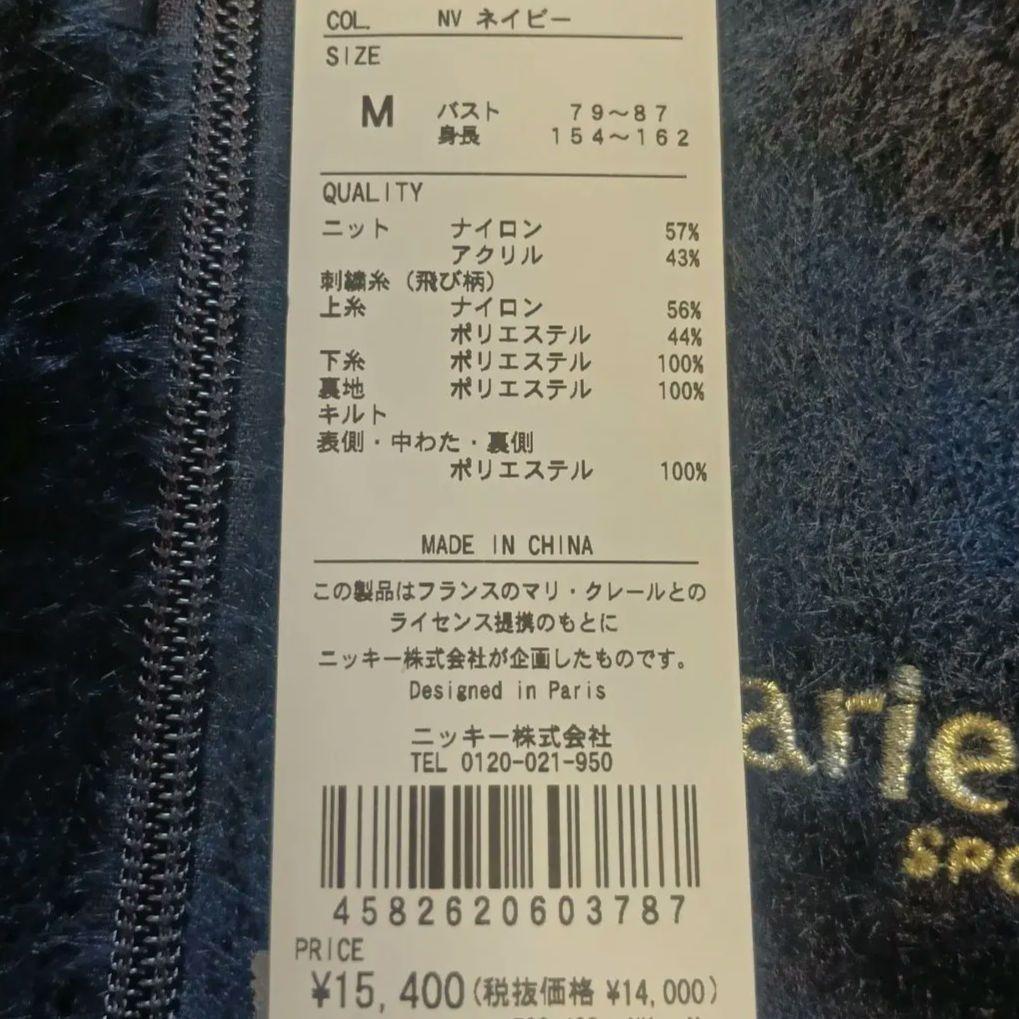 COL. NV ネイビー
SIZE
M バスト 79～87
身長 154～162
QUALITY
ニット ナイロン 57%
アクリル 43%
刺繍糸（飛び柄）
上糸 ナイロン 56%
ポリエステル 44%
下糸 ポリエステル 100%
裏地 ポリエステル 100%
キルト
表側・中わた・裏側
ポリエステル 100%
MADE IN CHINA
この製品はフランスのマリ・クレールとの
ライセンス提携のもとに
ニッキー株式会社が企画したものです。
Designed in Paris
ニッキー株式会社
TEL 0120-021-950
4582620603787
PRICE
¥15,400(税抜価格 ¥14,000)
arie
spo